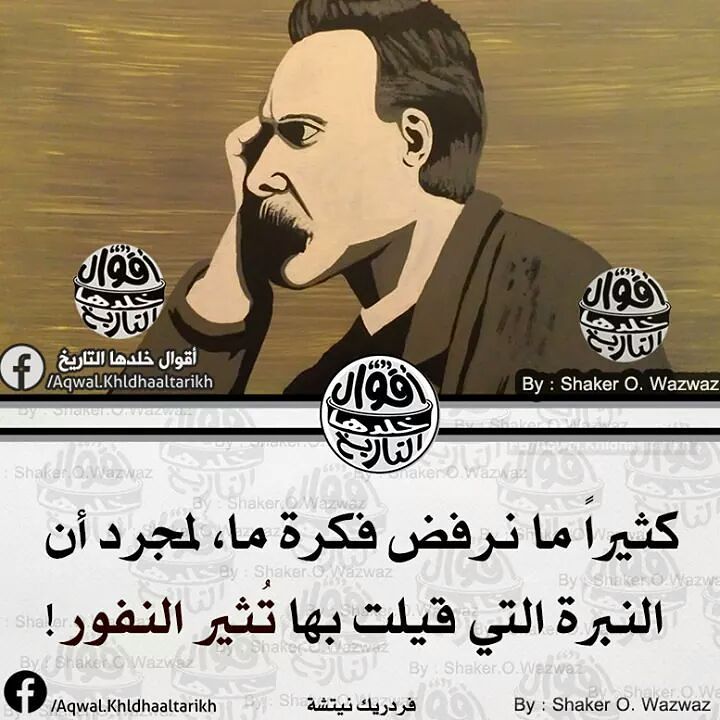 أقوال
خلدها
التاريخ
أقوال
خلدها
التاريخ
أقوال خلدها التاريخ
/Aqwal.Khldhaaltarikh
By : Shaker O. Wazwaz
أقوال
خلدها
التاريخ
كثيراً ما نرفض فكرة ما، لمجرد أن
النبرة التي قيلت بها تُثير النفور!
/Aqwal.Khldhaaltarikh
فردريك نيتشة
By : Shaker O. Wazwaz